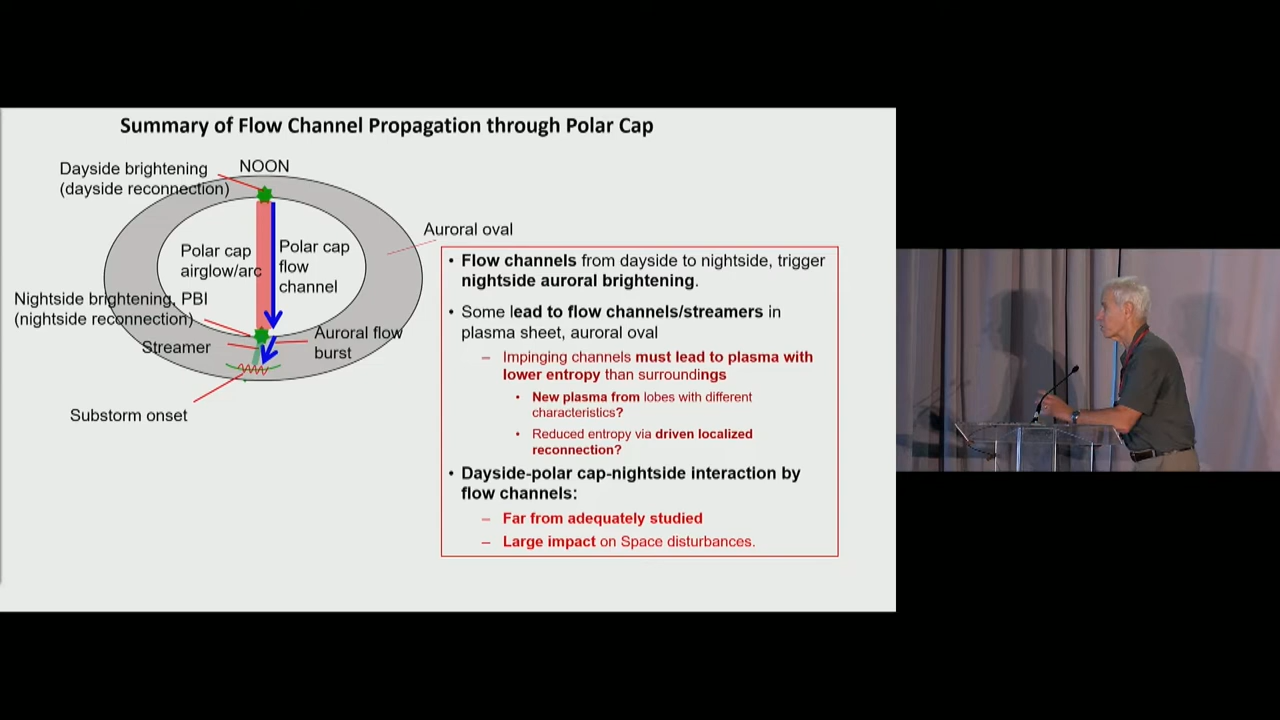 Summary of Flow Channel Propagation through Polar Cap
Dayside brightening
(dayside reconnection)
NOON
Auroral oval
Polar cap
airglow/arc
Polar cap
flow
channel
Nightside brightening, PBI
(nightside reconnection)
Streamer
Auroral flow
burst
Substorm onset
• Flow channels from dayside to nightside, trigger
nightside auroral brightening.
• Some lead to flow channels/streamers in
plasma sheet, auroral oval
– Impinging channels must lead to plasma with
lower entropy than surroundings
• New plasma from lobes with different
characteristics?
• Reduced entropy via driven localized
reconnection?
• Dayside-polar cap-nightside interaction by
flow channels:
– Far from adequately studied
– Large impact on Space disturbances.